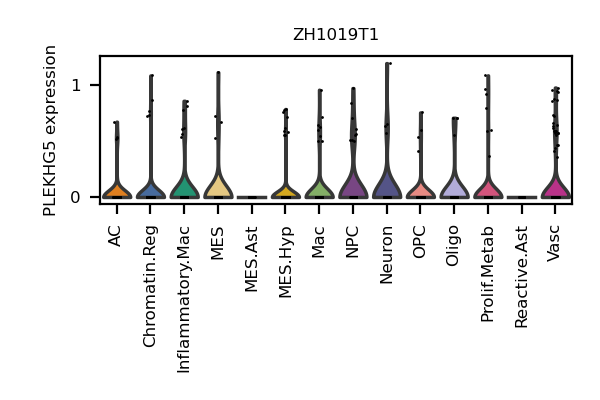 ZH1019T1
PLEKHG5 expression
1
0
AC
Chromatin.Reg
Inflammatory.Mac
MES
MES.Ast
MES.Hyp
Mac
NPC
Neuron
OPC
Oligo
Prolif.Metab
Reactive.Ast
Vasc